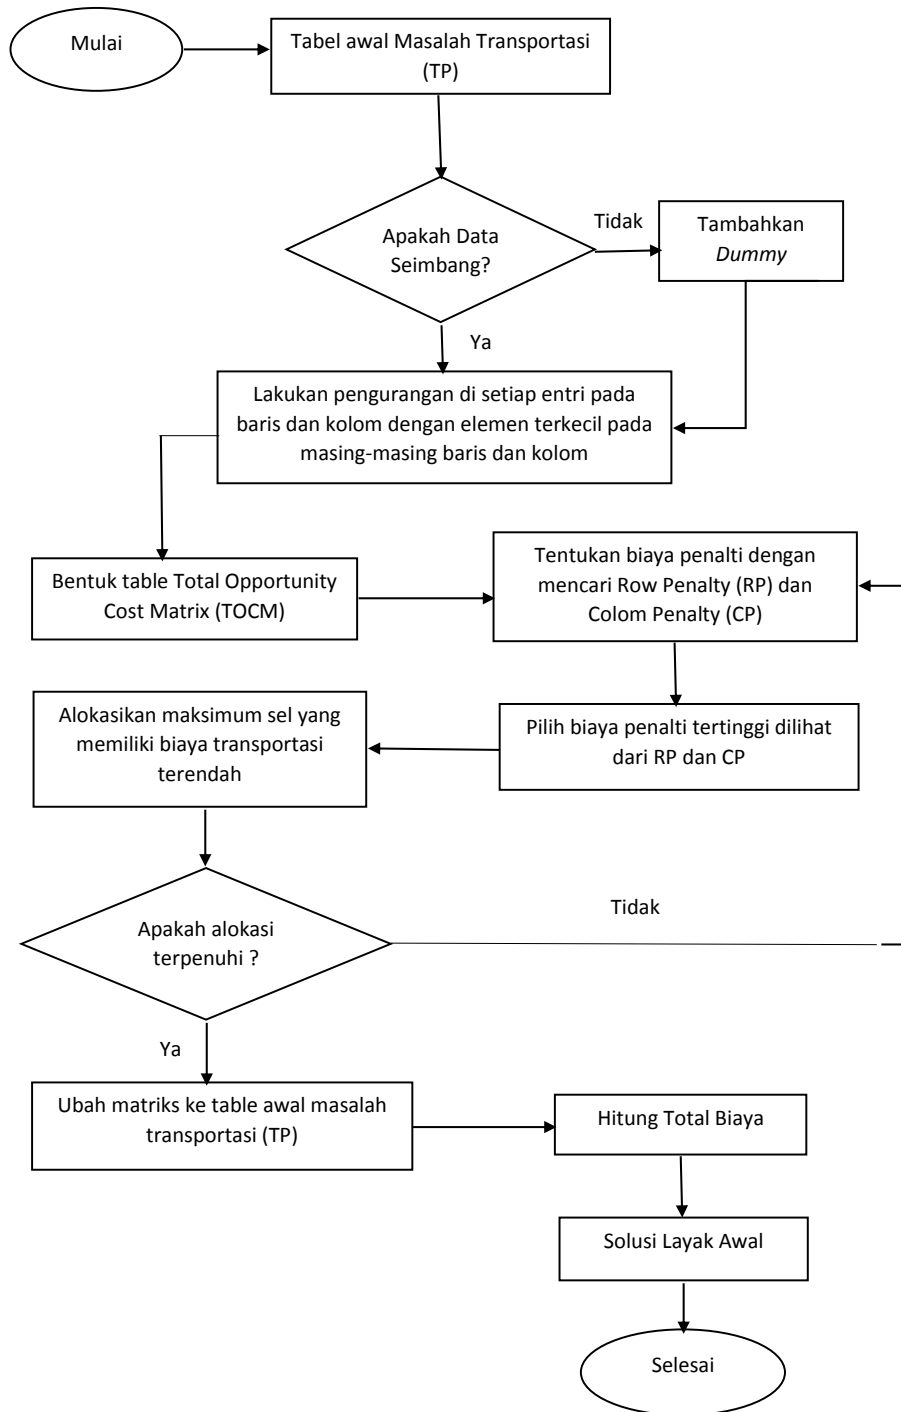 Mulai
Tabel awal Masalah Transportasi
(TP)
Apakah Data
Seimbang?
Tidak
Tambahkan
Dummy
Ya
Lakukan pengurangan di setiap entri pada
baris dan kolom dengan elemen terkecil pada
masing-masing baris dan kolom
Bentuk table Total Opportunity
Cost Matrix (TOCM)
Tentukan biaya penalti dengan
mencari Row Penalty (RP) dan
Colom Penalty (CP)
Pilih biaya penalti tertinggi dilihat
dari RP dan CP
Alokasikan maksimum sel yang
memiliki biaya transportasi
terendah
Apakah alokasi
terpenuhi ?
Tidak
Ya
Ubah matriks ke table awal masalah
transportasi (TP)
Hitung Total Biaya
Solusi Layak Awal
Selesai